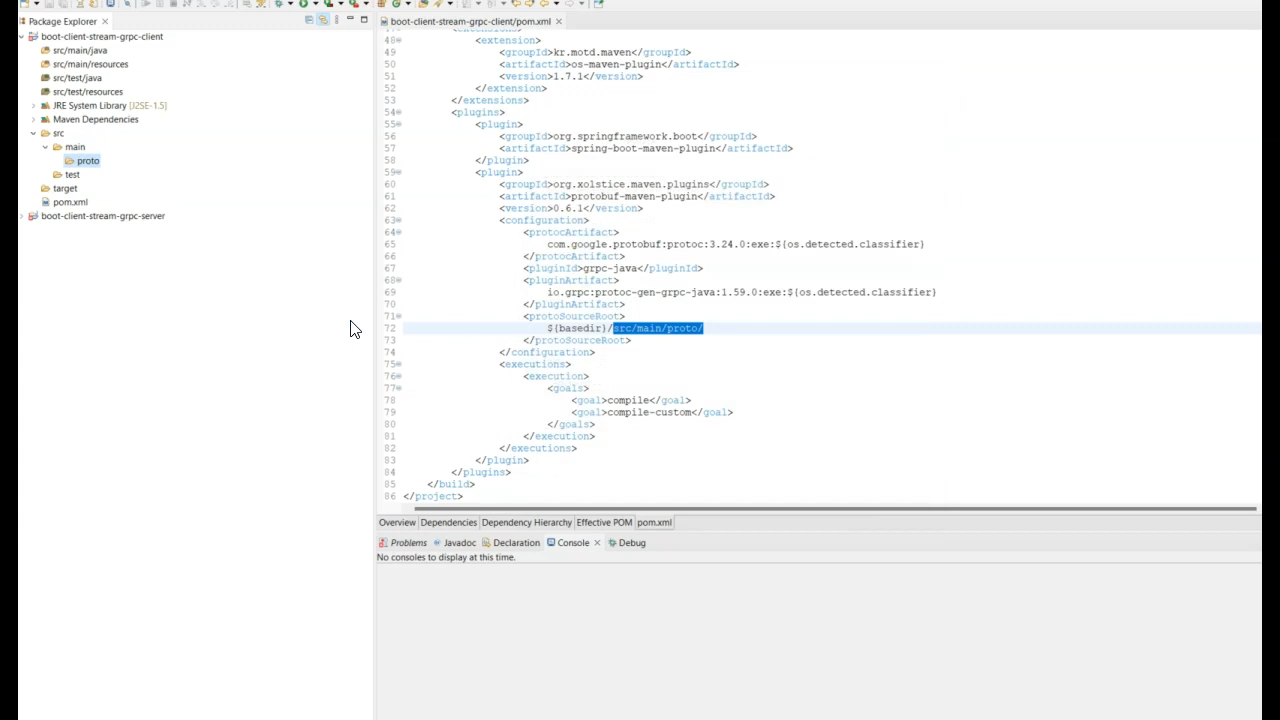 Package Explorer
boot-client-stream-grpc-client
src/main/java
src/main/resources
src/test/java
src/test/resources
JRE System Library [J2SE-1.5]
Maven Dependencies
src
main
proto
test
target
pom.xml
boot-client-stream-grpc-server
boot-client-stream-grpc-client/pom.xml
48 <extension>
49 <groupId>kr.motd.maven</groupId>
50 <artifactId>os-maven-plugin</artifactId>
51 <version>1.7.1</version>
52 </extension>
53 </extensions>
54 <plugins>
55 <plugin>
56 <groupId>org.springframework.boot</groupId>
57 <artifactId>spring-boot-maven-plugin</artifactId>
58 </plugin>
59 <plugin>
60 <groupId>org.xolstice.maven.plugins</groupId>
61 <artifactId>protobuf-maven-plugin</artifactId>
62 <version>0.6.1</version>
63 <configuration>
64 <protocArtifact>
65 com.google.protobuf:protoc:3.24.0:exe:${os.detected.classifier}
66 </protocArtifact>
67 <pluginId>grpc-java</pluginId>
68 <pluginArtifact>
69 io.grpc:protoc-gen-grpc-java:1.59.0:exe:${os.detected.classifier}
70 </pluginArtifact>
71 <protoSourceRoot>
72 ${basedir}/src/main/proto/
73 </protoSourceRoot>
74 </configuration>
75 <executions>
76 <execution>
77 <goals>
78 <goal>compile</goal>
79 <goal>compile-custom</goal>
80 </goals>
81 </execution>
82 </executions>
83 </plugin>
84 </plugins>
85 </build>
86 </project>
Overview Dependencies Dependency Hierarchy Effective POM pom.xml
Problems Javadoc Declaration Console Debug
No consoles to display at this time.